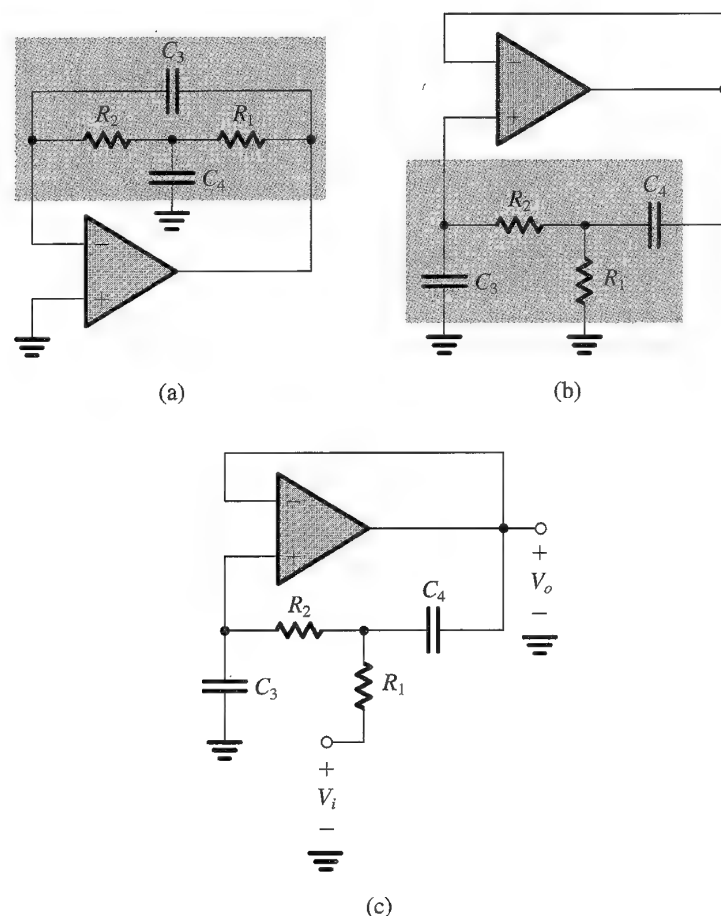 C3
R2
R1
C4
−
+
(a)
−
+
R2
C4
C3
R1
(b)
−
+
+
Vo
−
R2
C4
C3
R1
+
Vi
−
(c)